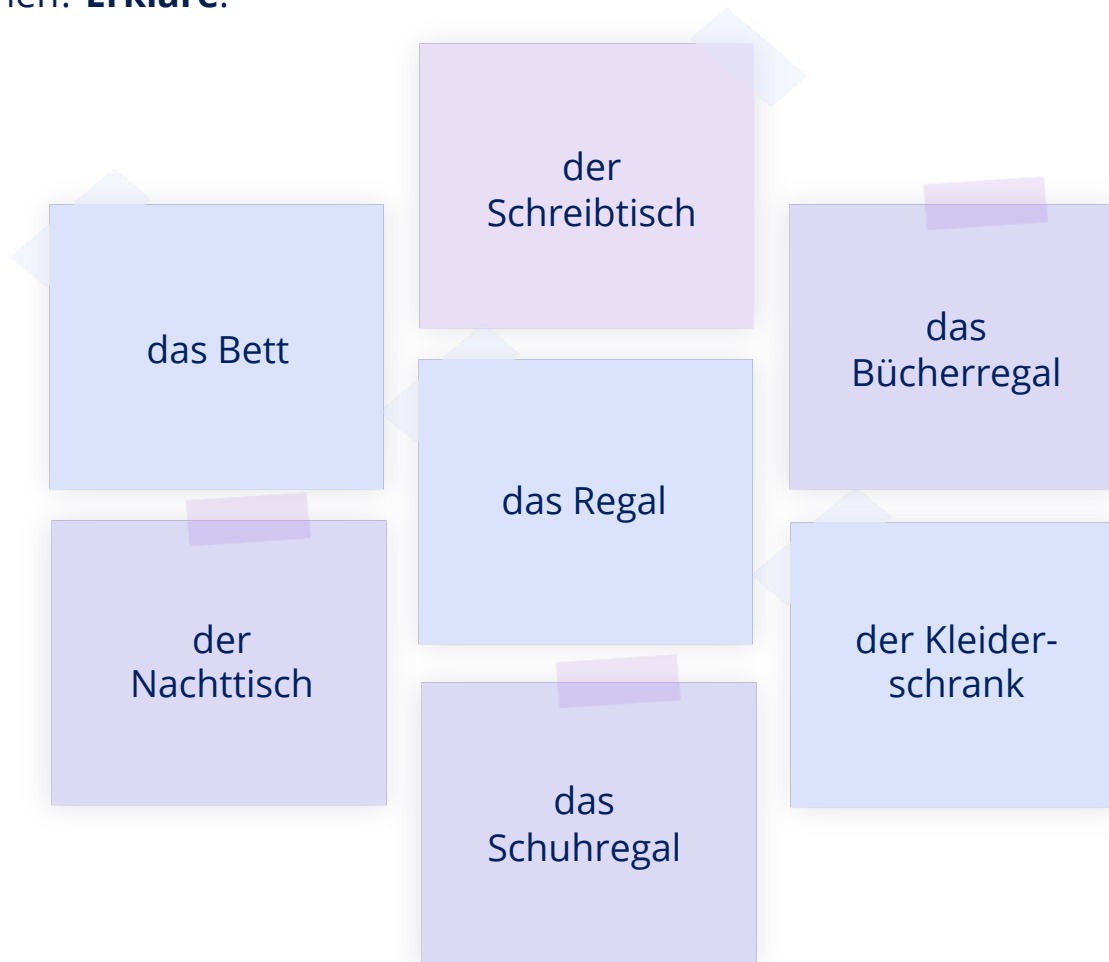 Erkläre.
der
Schreibtisch
das Bett
das
Bücherregal
das Regal
der
Nachttisch
der Kleider-
schrank
das
Schuhregal